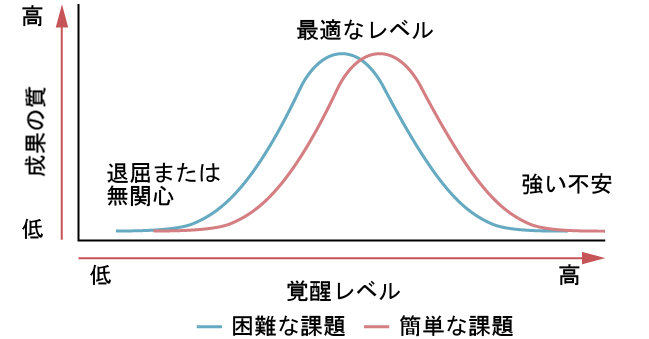 高
最適なレベル
成果の質
退屈または
無関心
強い不安
低
低
高
覚醒レベル
困難な課題
簡単な課題